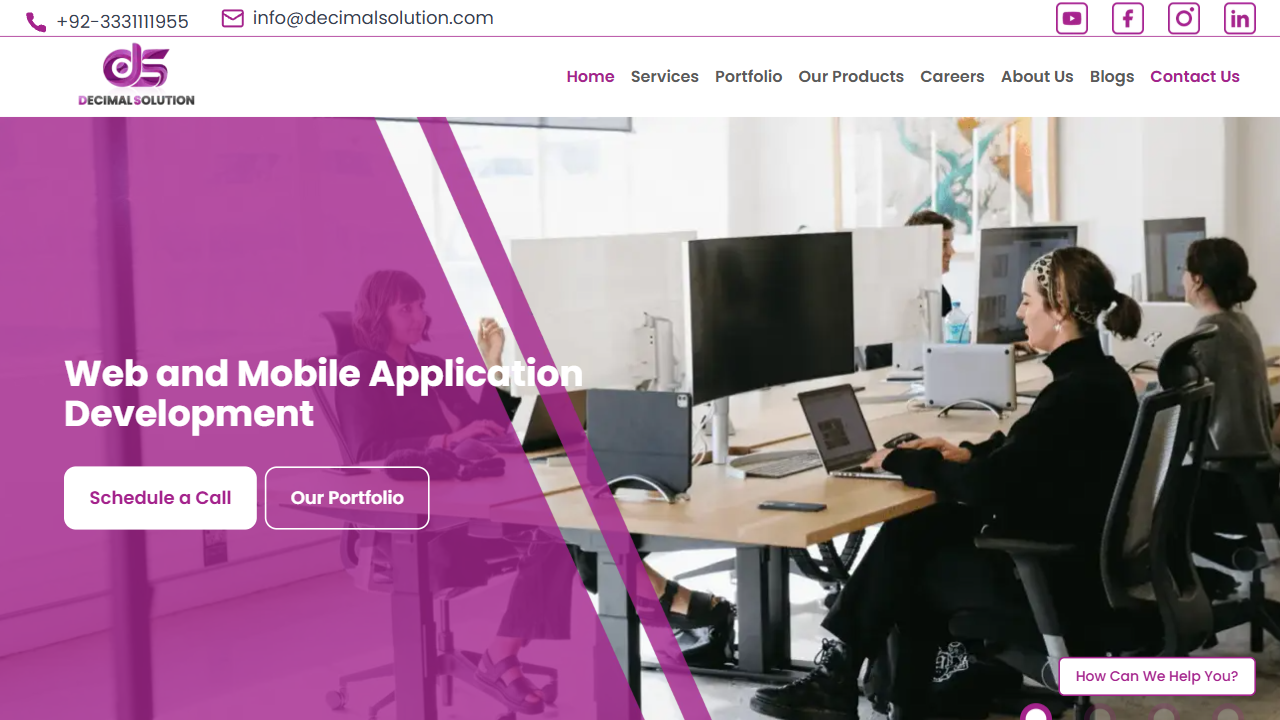 +92-3331111955
info@decimalsolution.com
DECIMAL SOLUTION
Home
Services
Portfolio
Our Products
Careers
About Us
Blogs
Contact Us
Web and Mobile Application
Development
Schedule a Call
Our Portfolio
How Can We Help You?